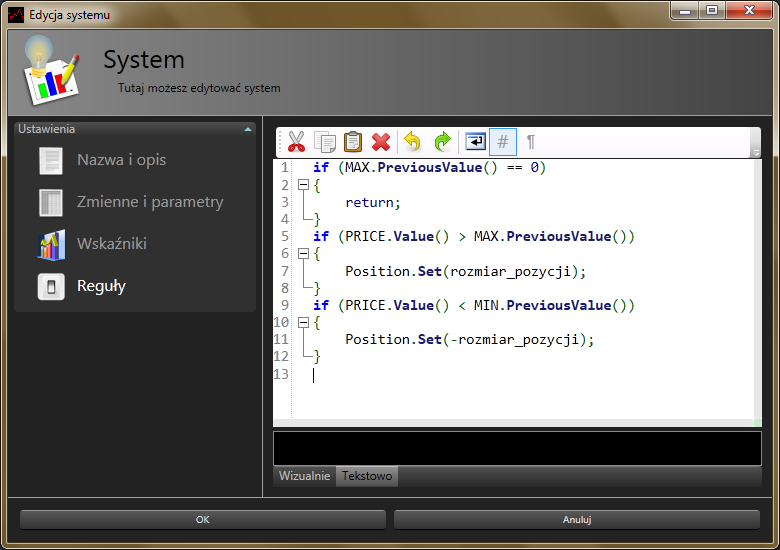 Edycja systemu
System
Tutaj możesz edytować system
Ustawienia
Nazwa i opis
Zmienne i parametry
Wskaźniki
Reguły
# ¶
1 if (MAX.PreviousValue() == 0)
2 {
3 return;
4 }
5 if (PRICE.Value() > MAX.PreviousValue())
6 {
7 Position.Set(rozmiar_pozycji);
8 }
9 if (PRICE.Value() < MIN.PreviousValue())
10 {
11 Position.Set(-rozmiar_pozycji);
12 }
13
Wizualnie Tekstowo
OK Anuluj